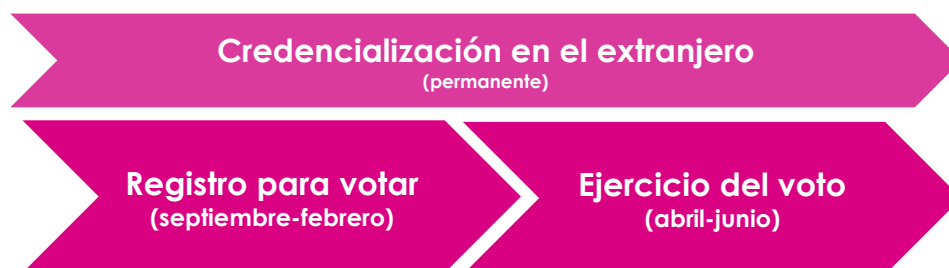 Credencialización en el extranjero
(permanente)
Registro para votar
(septiembre-febrero)
Ejercicio del voto
(abril-junio)